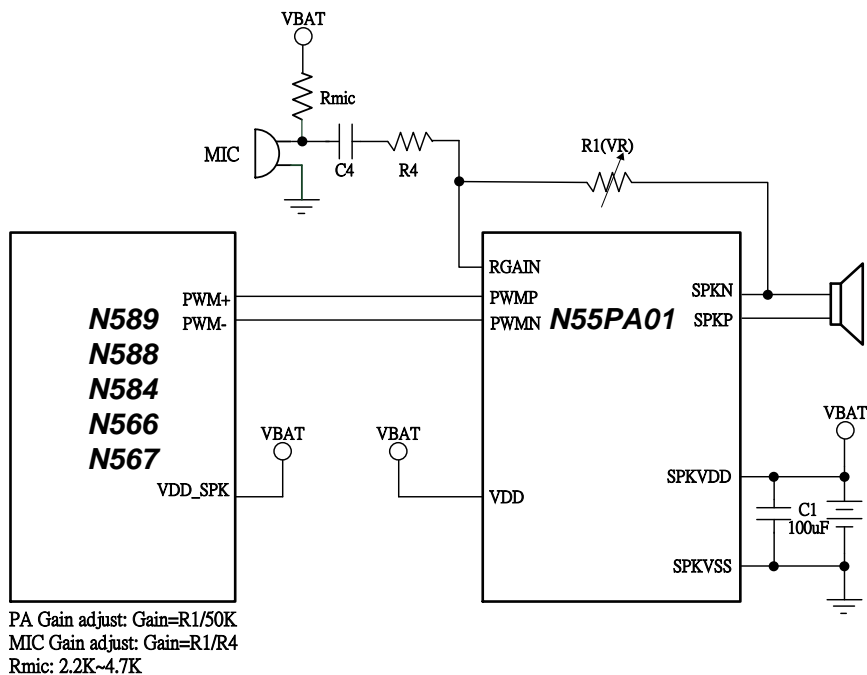 VBAT
Rmic
MIC
C4
R4
R1(VR)
RGAIN
PWM+
PWMP
SPKN
PWM-
PWMN
SPKP
N589
N588
N584
N566
N567
N55PA01
VBAT
VBAT
VBAT
VDD_SPK
VDD
SPKVDD
C1
100uF
SPKVSS
PA Gain adjust: Gain=R1/50K
MIC Gain adjust: Gain=R1/R4
Rmic: 2.2K~4.7K